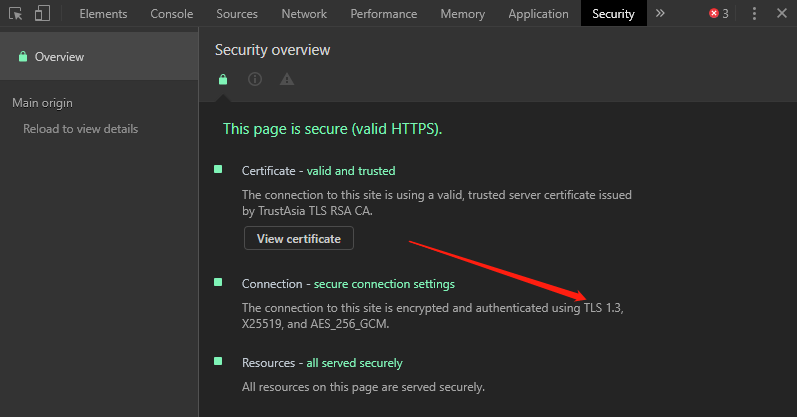 Elements Console Sources Network Performance Memory Application Security » 3
Overview
Main origin
Reload to view details
Security overview
This page is secure (valid HTTPS).
Certificate - valid and trusted
The connection to this site is using a valid, trusted server certificate issued
by TrustAsia TLS RSA CA.
View certificate
Connection - secure connection settings
The connection to this site is encrypted and authenticated using TLS 1.3,
X25519, and AES_256_GCM.
Resources - all served securely
All resources on this page are served securely.